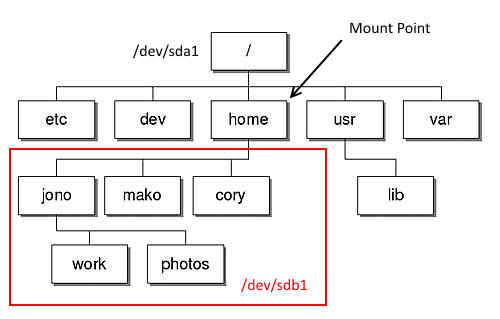 Mount Point
/dev/sda1
/
etc
dev
home
usr
var
jono
mako
cory
lib
work
photos
/dev/sdb1